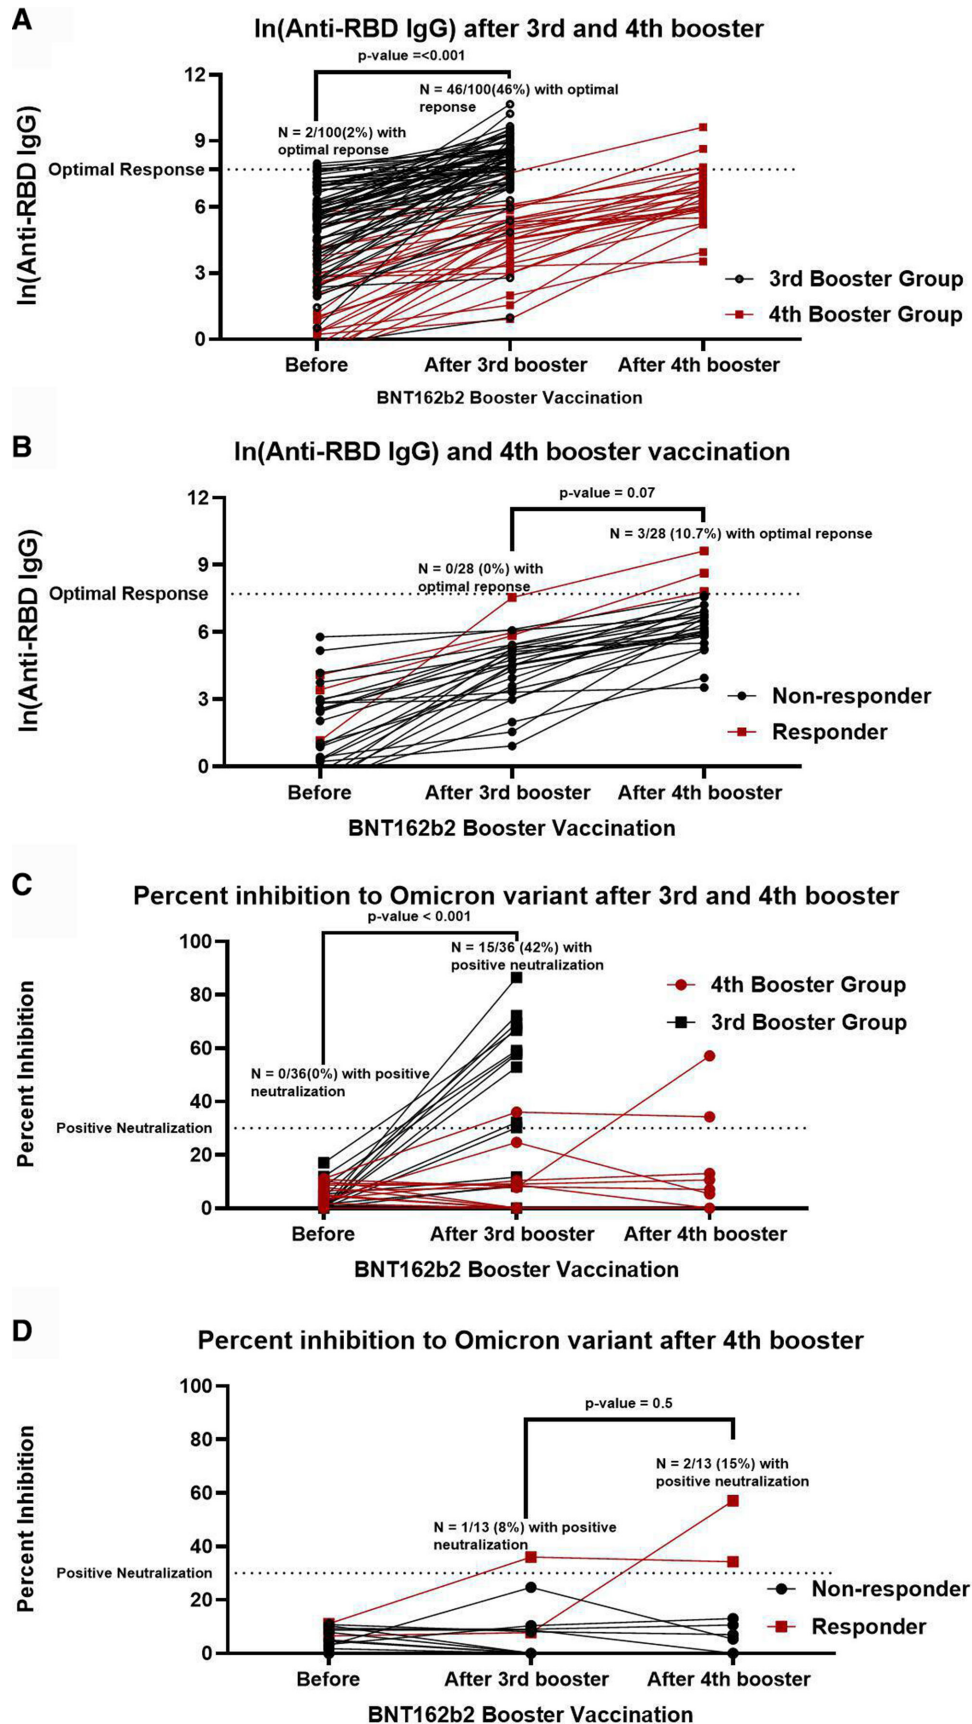 A
ln(Anti-RBD IgG) after 3rd and 4th booster
p-value =<0.001
12
N = 46/100(46%) with optimal
reponse
N = 2/100(2%) with
optimal reponse
9
Optimal Response
6
3
0
ln(Anti-RBD IgG)
3rd Booster Group
4th Booster Group
Before
After 3rd booster
After 4th booster
BNT162b2 Booster Vaccination
B
ln(Anti-RBD IgG) and 4th booster vaccination
p-value = 0.07
12
N = 3/28 (10.7%) with optimal reponse
N = 0/28 (0%) with
optimal reponse
9
Optimal Response
6
3
0
ln(Anti-RBD IgG)
Non-responder
Responder
Before
After 3rd booster
After 4th booster
BNT162b2 Booster Vaccination
C
Percent inhibition to Omicron variant after 3rd and 4th booster
p-value < 0.001
100
N = 15/36 (42%) with
positive neutralization
80
4th Booster Group
3rd Booster Group
60
N = 0/36(0%) with positive
neutralization
40
Positive Neutralization
20
0
Percent Inhibition
Before
After 3rd booster
After 4th booster
BNT162b2 Booster Vaccination
D
Percent inhibition to Omicron variant after 4th booster
100
p-value = 0.5
80
N = 2/13 (15%) with
positive neutralization
60
N = 1/13 (8%) with positive
neutralization
40
Positive Neutralization
20
0
Percent Inhibition
Non-responder
Responder
Before
After 3rd booster
After 4th booster
BNT162b2 Booster Vaccination